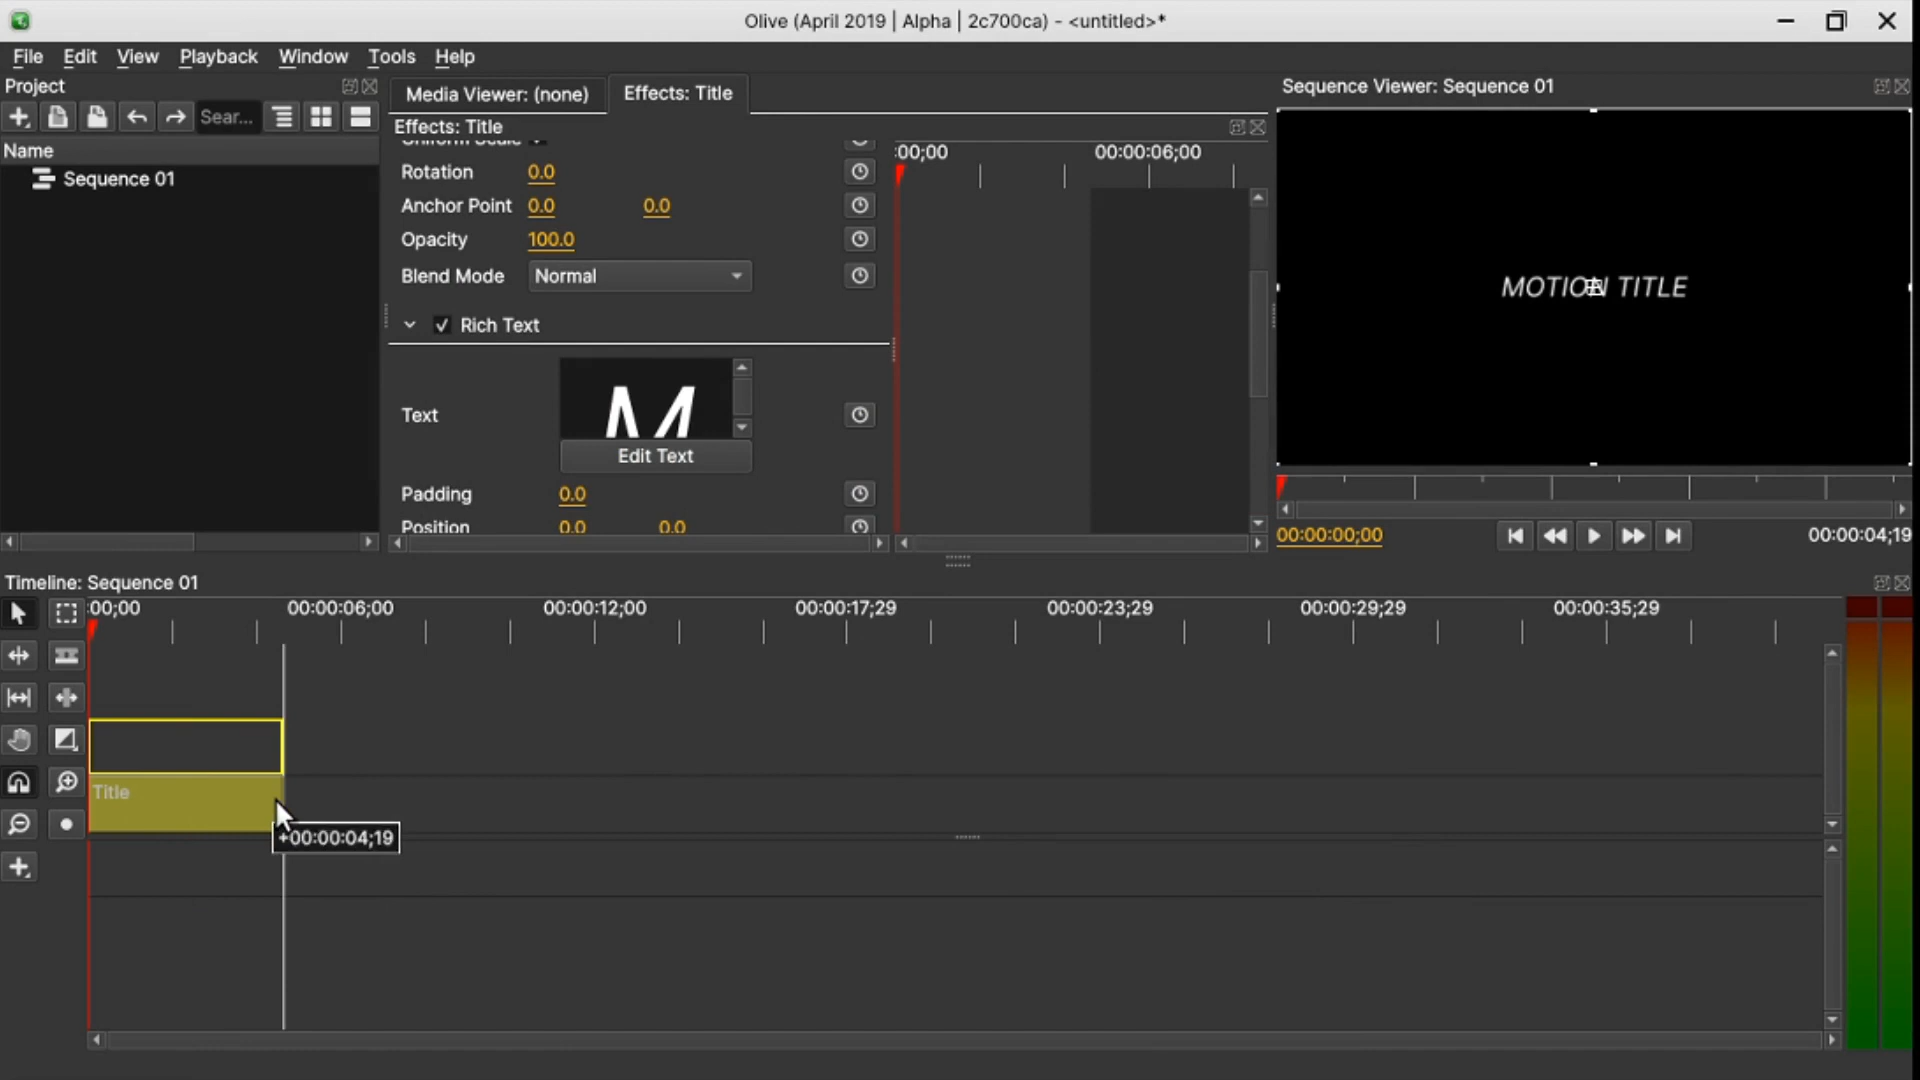 Olive (April 2019 | Alpha | 2c700ca) - <untitled>*
File Edit View Playback Window Tools Help
Project
Sear...
Name
Sequence 01
Media Viewer: (none)
Effects: Title
Effects: Title
Uniform Scale
Rotation 0.0
Anchor Point 0.0 0.0
Opacity 100.0
Blend Mode Normal
Rich Text
Text
M
Edit Text
Padding 0.0
Position 0.0 0.0
:00;00 00:00:06;00
Sequence Viewer: Sequence 01
MOTION TITLE
00:00:00;00
00:00:04;19
Timeline: Sequence 01
:00;00 00:00:06;00 00:00:12;00 00:00:17;29 00:00:23;29 00:00:29;29 00:00:35;29
Title
+00:00:04;19